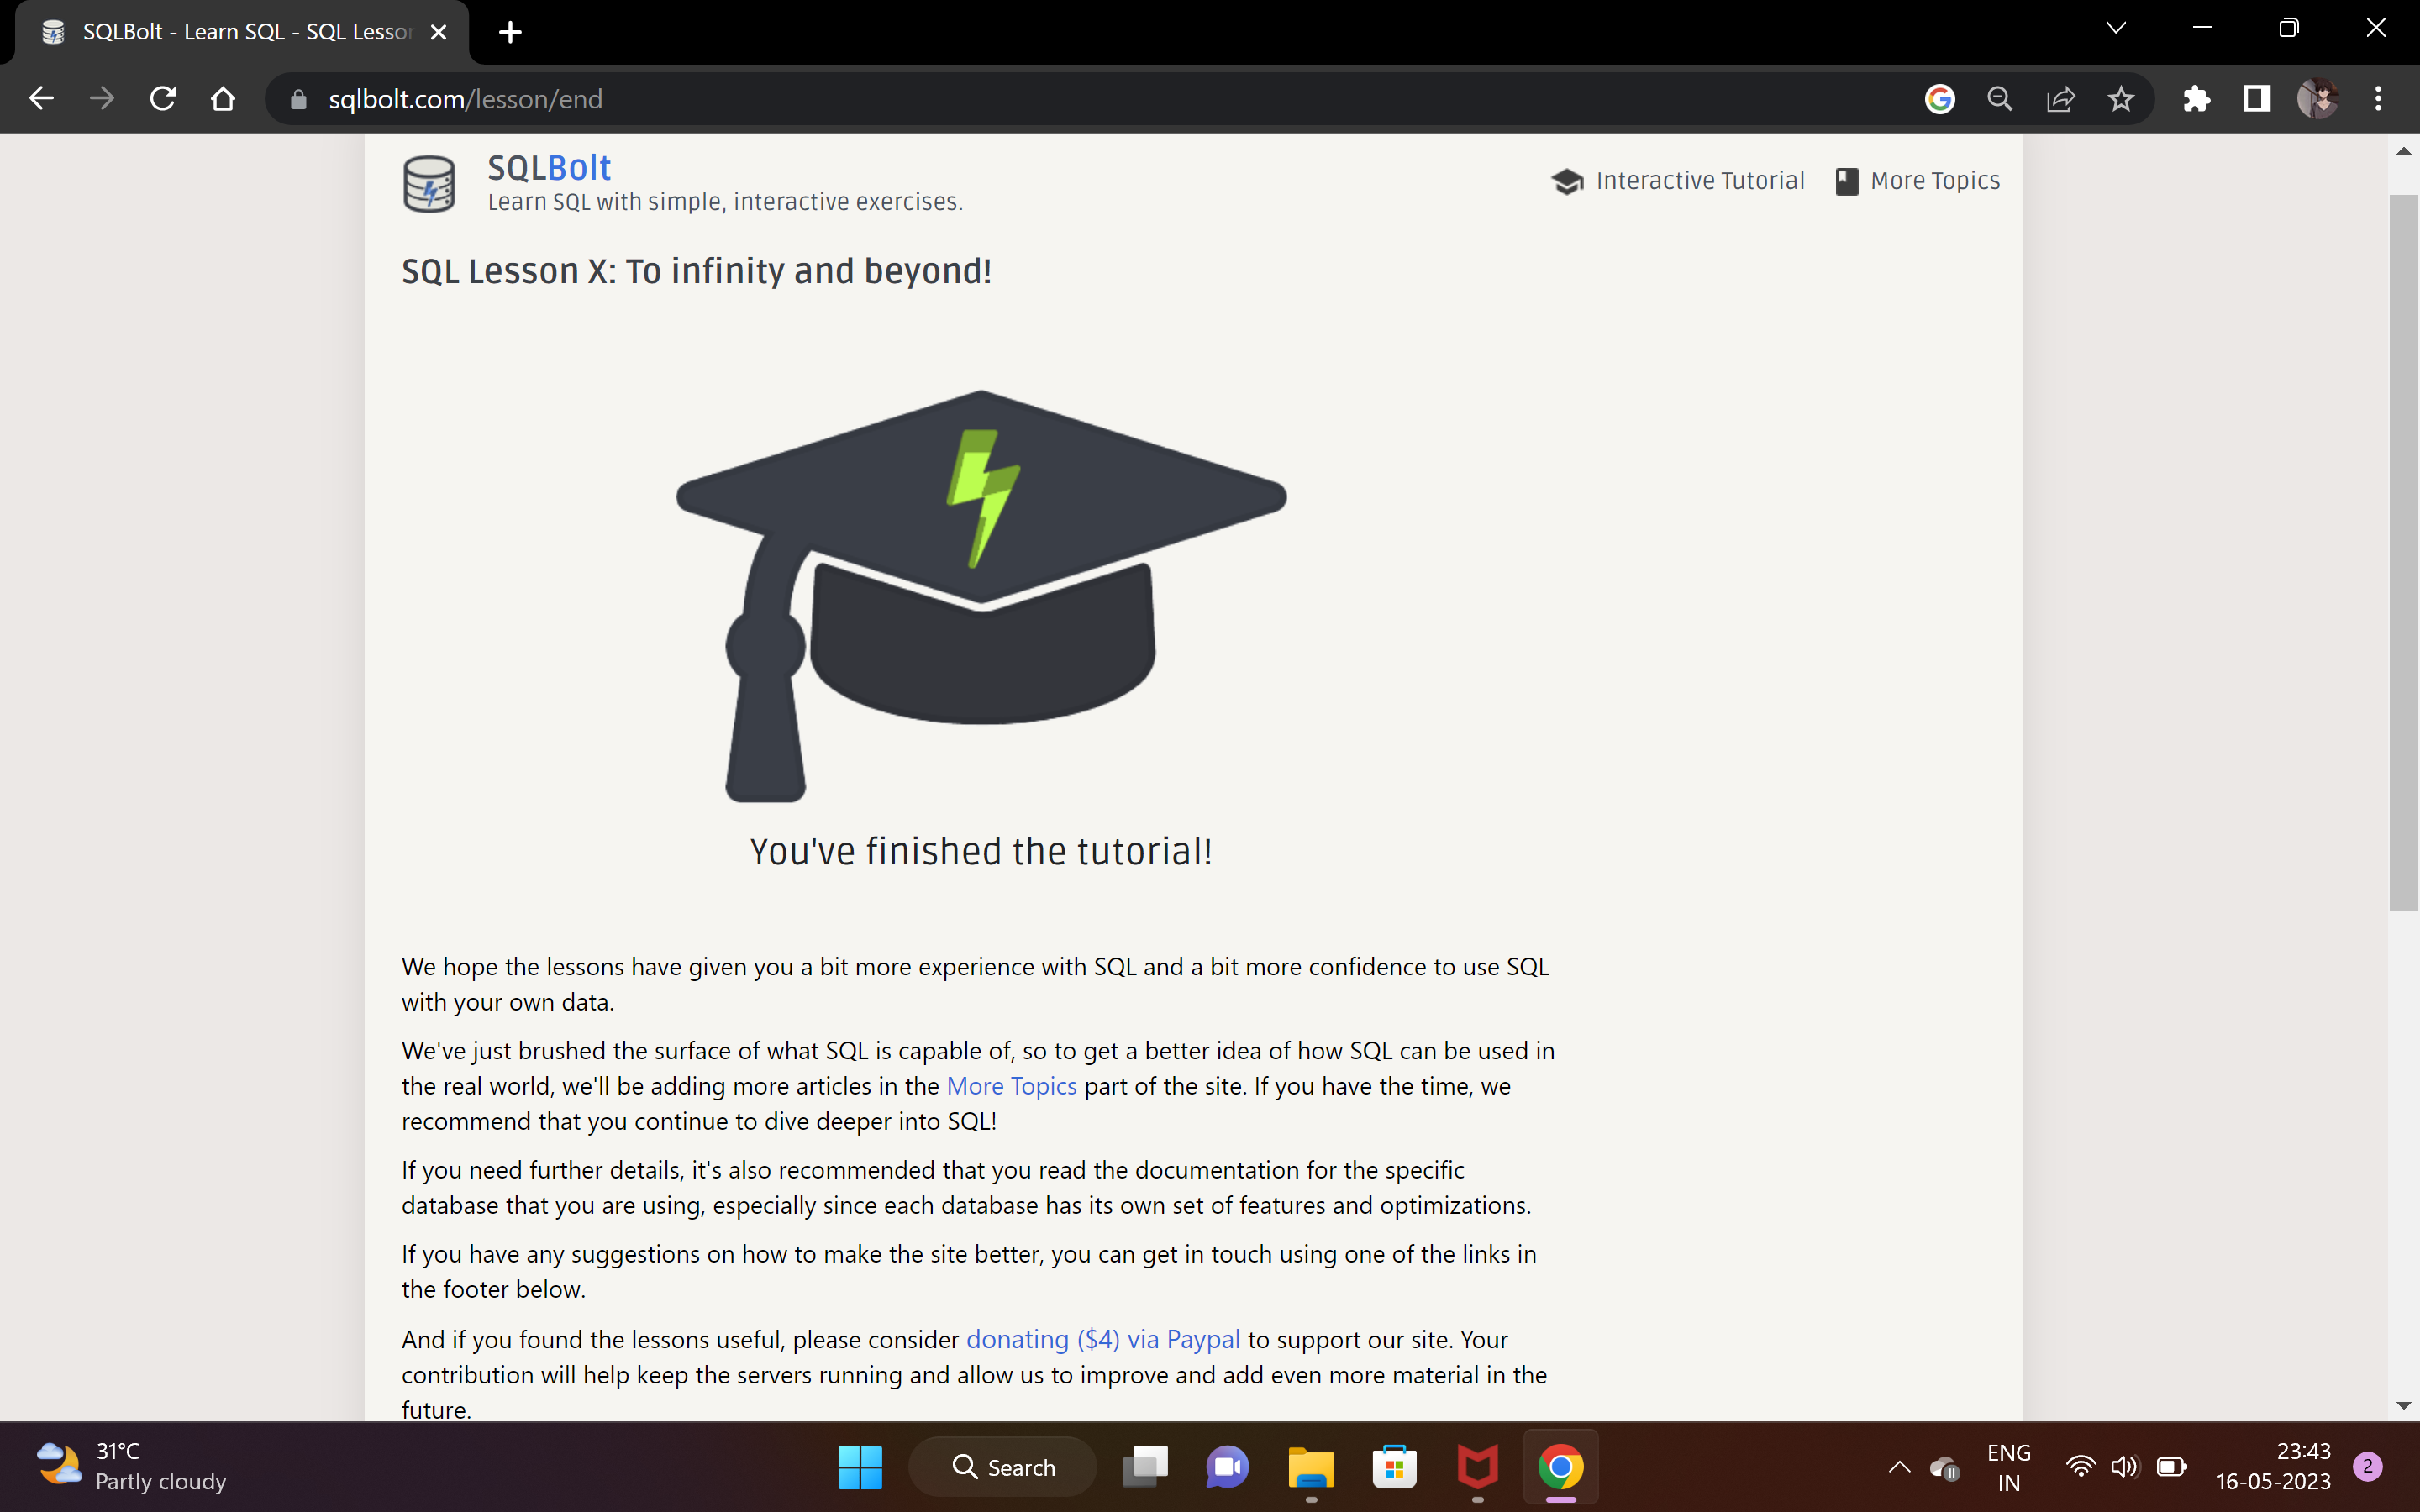 SQLBolt - Learn SQL - SQL Lesson
sqlbolt.com/lesson/end
SQLBolt
Learn SQL with simple, interactive exercises.
Interactive Tutorial
More Topics
SQL Lesson X: To infinity and beyond!
You've finished the tutorial!
We hope the lessons have given you a bit more experience with SQL and a bit more confidence to use SQL
with your own data.
We've just brushed the surface of what SQL is capable of, so to get a better idea of how SQL can be used in
the real world, we'll be adding more articles in the More Topics part of the site. If you have the time, we
recommend that you continue to dive deeper into SQL!
If you need further details, it's also recommended that you read the documentation for the specific
database that you are using, especially since each database has its own set of features and optimizations.
If you have any suggestions on how to make the site better, you can get in touch using one of the links in
the footer below.
And if you found the lessons useful, please consider donating ($4) via Paypal to support our site. Your
contribution will help keep the servers running and allow us to improve and add even more material in the
future.
31°C
Partly cloudy
Search
ENG
IN
23:43
16-05-2023
2